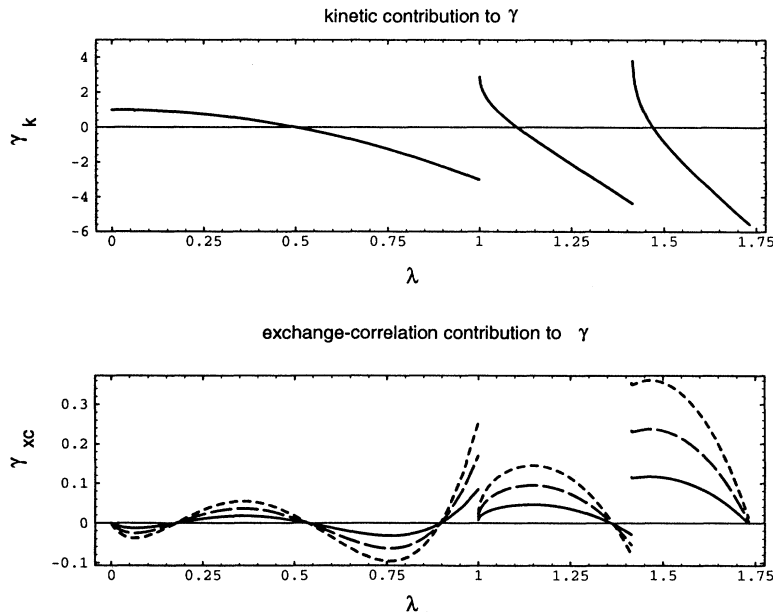 kinetic contribution to γ
4
2
0
-2
-4
-6
γ k
0 0.25 0.5 0.75 1 1.25 1.5 1.75
λ
exchange-correlation contribution to γ
0.3
0.2
0.1
0
-0.1
γ xc
0 0.25 0.5 0.75 1 1.25 1.5 1.75
λ